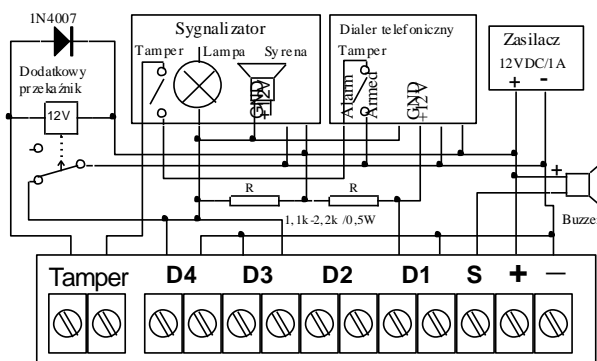 1N4007
Dodatkowy
przekaźnik
12V
Sygnalizator
Tamper
Lampa
Syrena
GND
+12V
Dialer telefoniczny
Tamper
Alarm
Armed
GND
+12V
Zasilacz
12VDC/1A
+ -
+
Buzzer
R
R
1,1k-2,2k /0,5W
Tamper D4 D3 D2 D1 S + −